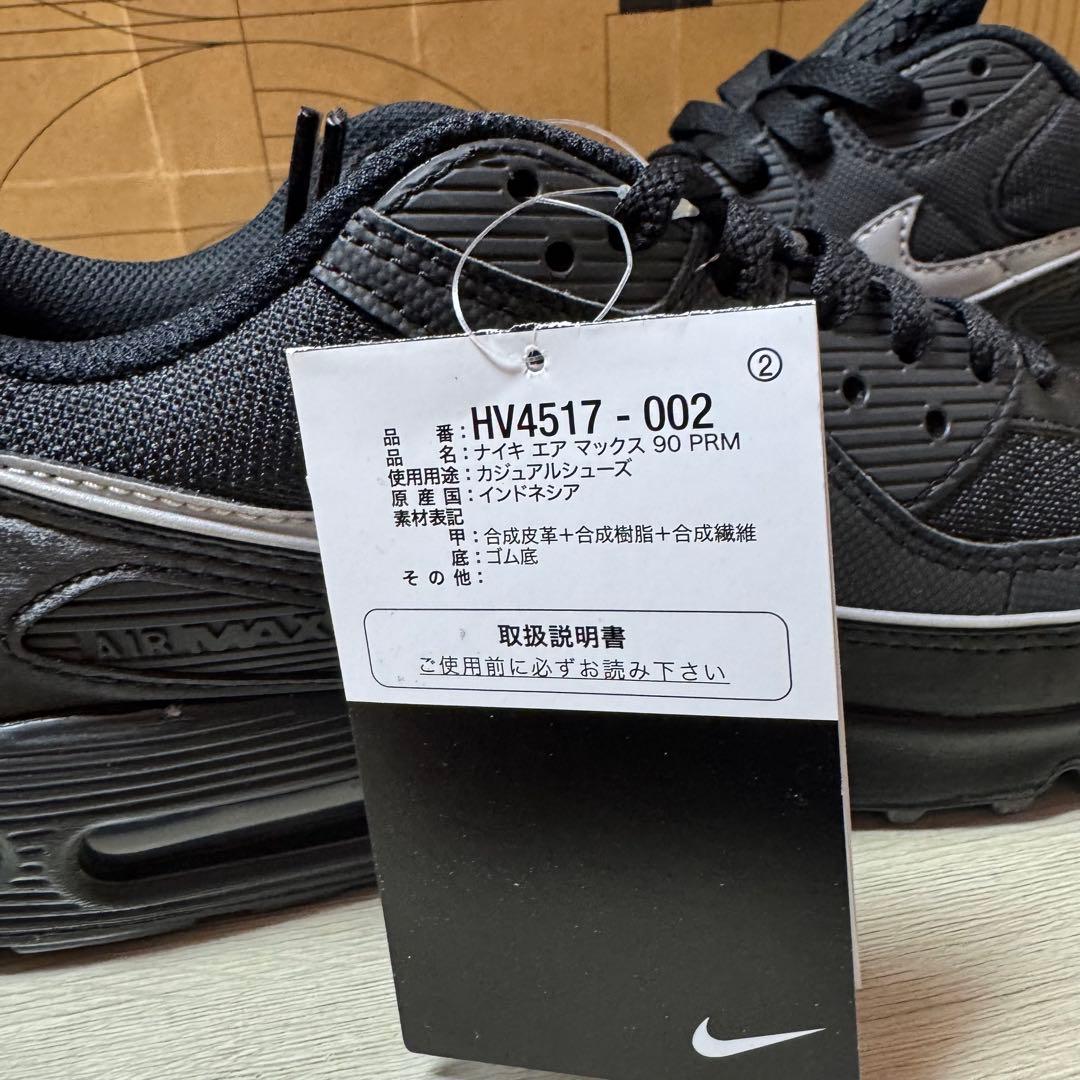 ②
品番：HV4517 - 002
品名：ナイキ エア マックス 90 PRM
使用用途：カジュアルシューズ
原産国：インドネシア
素材表記
甲：合成皮革＋合成樹脂＋合成繊維
底：ゴム底
その他：
取扱説明書
ご使用前に必ずお読み下さい
AIR MAX